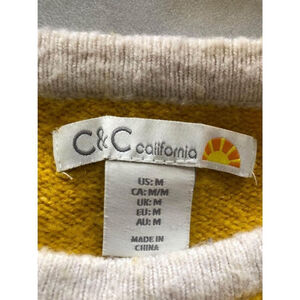 C&C california
US: M
CA: M/M
UK: M
EU: M
AU: M
MADE IN
CHINA